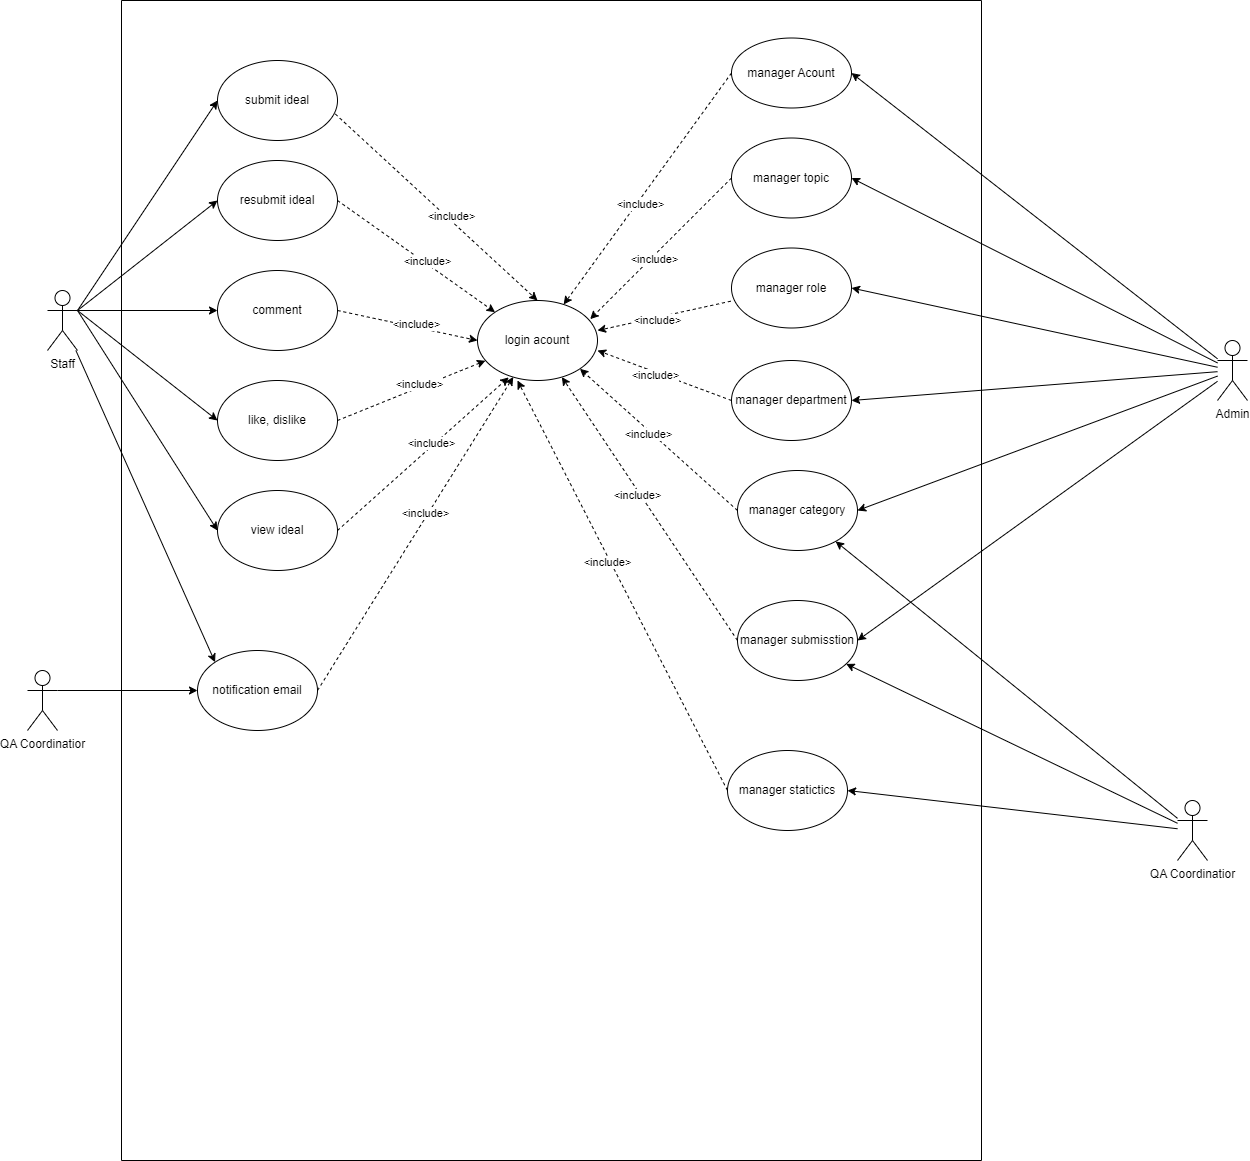 manager Acount
submit ideal
manager topic
resubmit ideal
<include>
<include>
<include>
<include>
manager role
comment
<include>
<include>
login acount
Staff
<include>
<include>
manager department
Admin
like, dislike
<include>
<include>
<include>
manager category
<include>
view ideal
<include>
manager submisstion
notification email
QA Coordinatior
manager statictics
QA Coordinatior